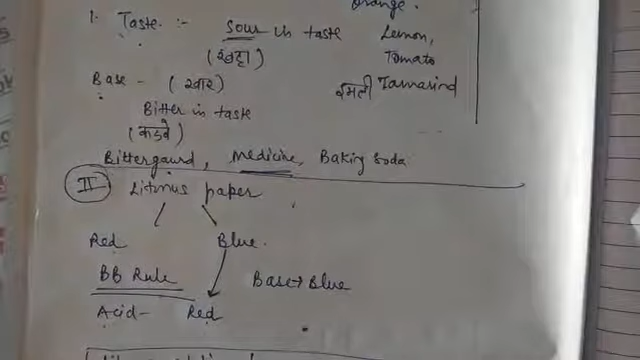 orange.
1. Taste :- Sour in taste Lemon,
(खट्टा) Tomato
Base - (खार) इमली Tamarind
Bitter in taste
(कडवे)
Bittergaurd, Medicine, Baking Soda
II Litmus paper
Red Blue.
BB Rule Base→Blue
Acid- Red